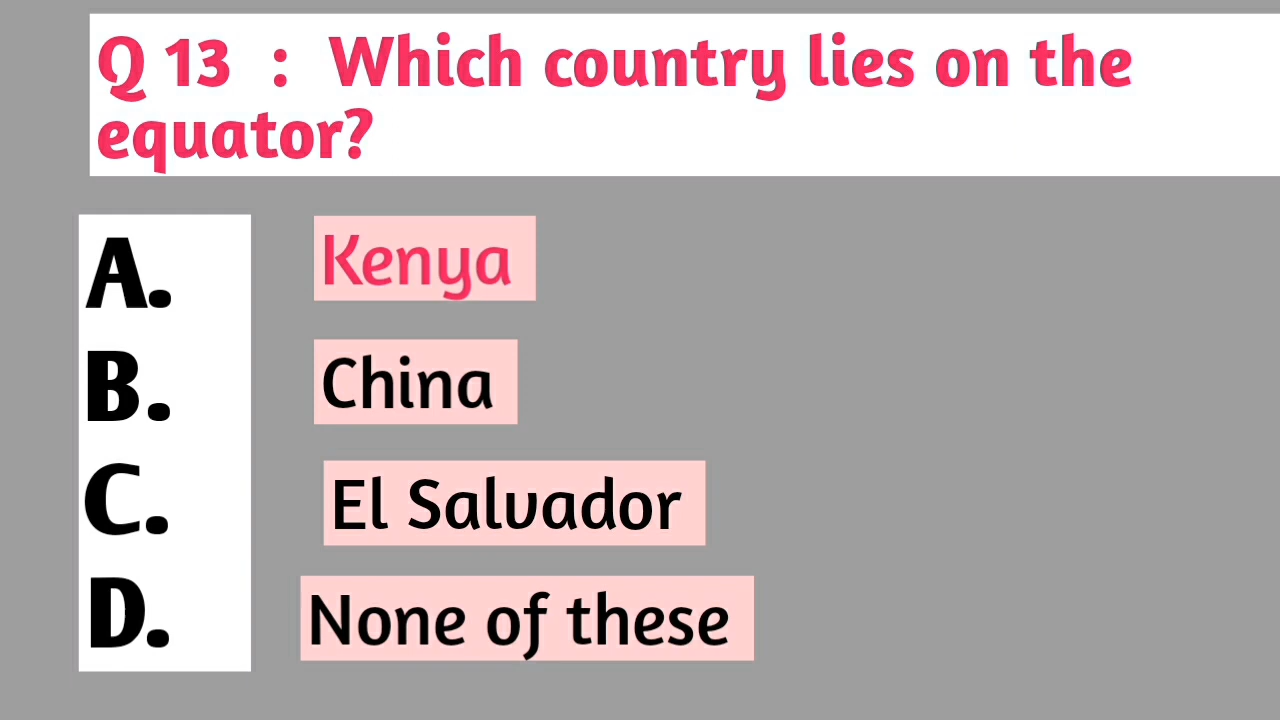 Q 13 : Which country lies on the
equator?
A. Kenya
B. China
C. El Salvador
D. None of these